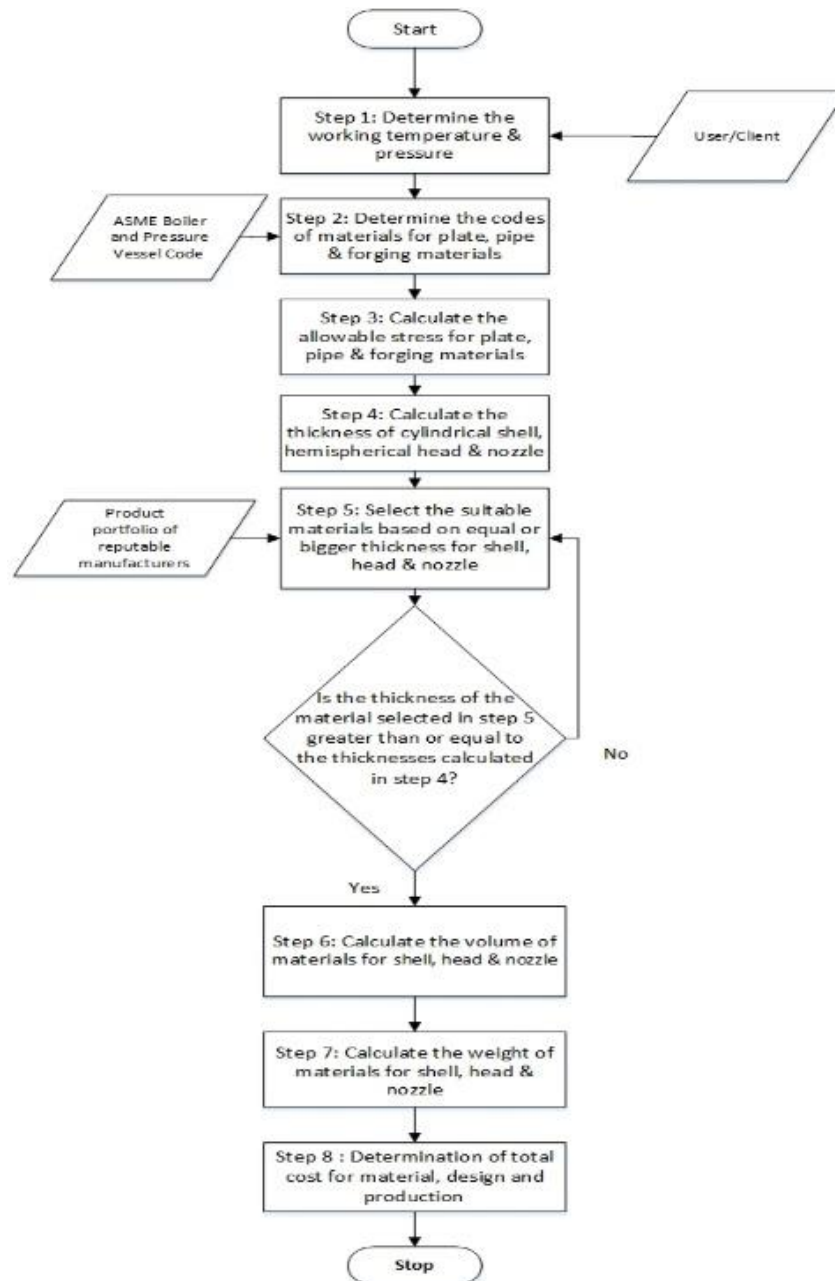 Start
Step 1: Determine the
working temperature &
pressure
User/Client
ASME Boiler
and Pressure
Vessel Code
Step 2: Determine the codes
of materials for plate, pipe
& forging materials
Step 3: Calculate the
allowable stress for plate,
pipe & forging materials
Step 4: Calculate the
thickness of cylindrical shell,
hemispherical head & nozzle
Product
portfolio of
reputable
manufacturers
Step 5: Select the suitable
materials based on equal or
bigger thickness for shell,
head & nozzle
Is the thickness of the
material selected in step 5
greater than or equal to
the thicknesses calculated
in step 4?
No
Yes
Step 6: Calculate the volume of
materials for shell, head & nozzle
Step 7: Calculate the weight of
materials for shell, head &
nozzle
Step 8 : Determination of total
cost for material, design and
production
Stop